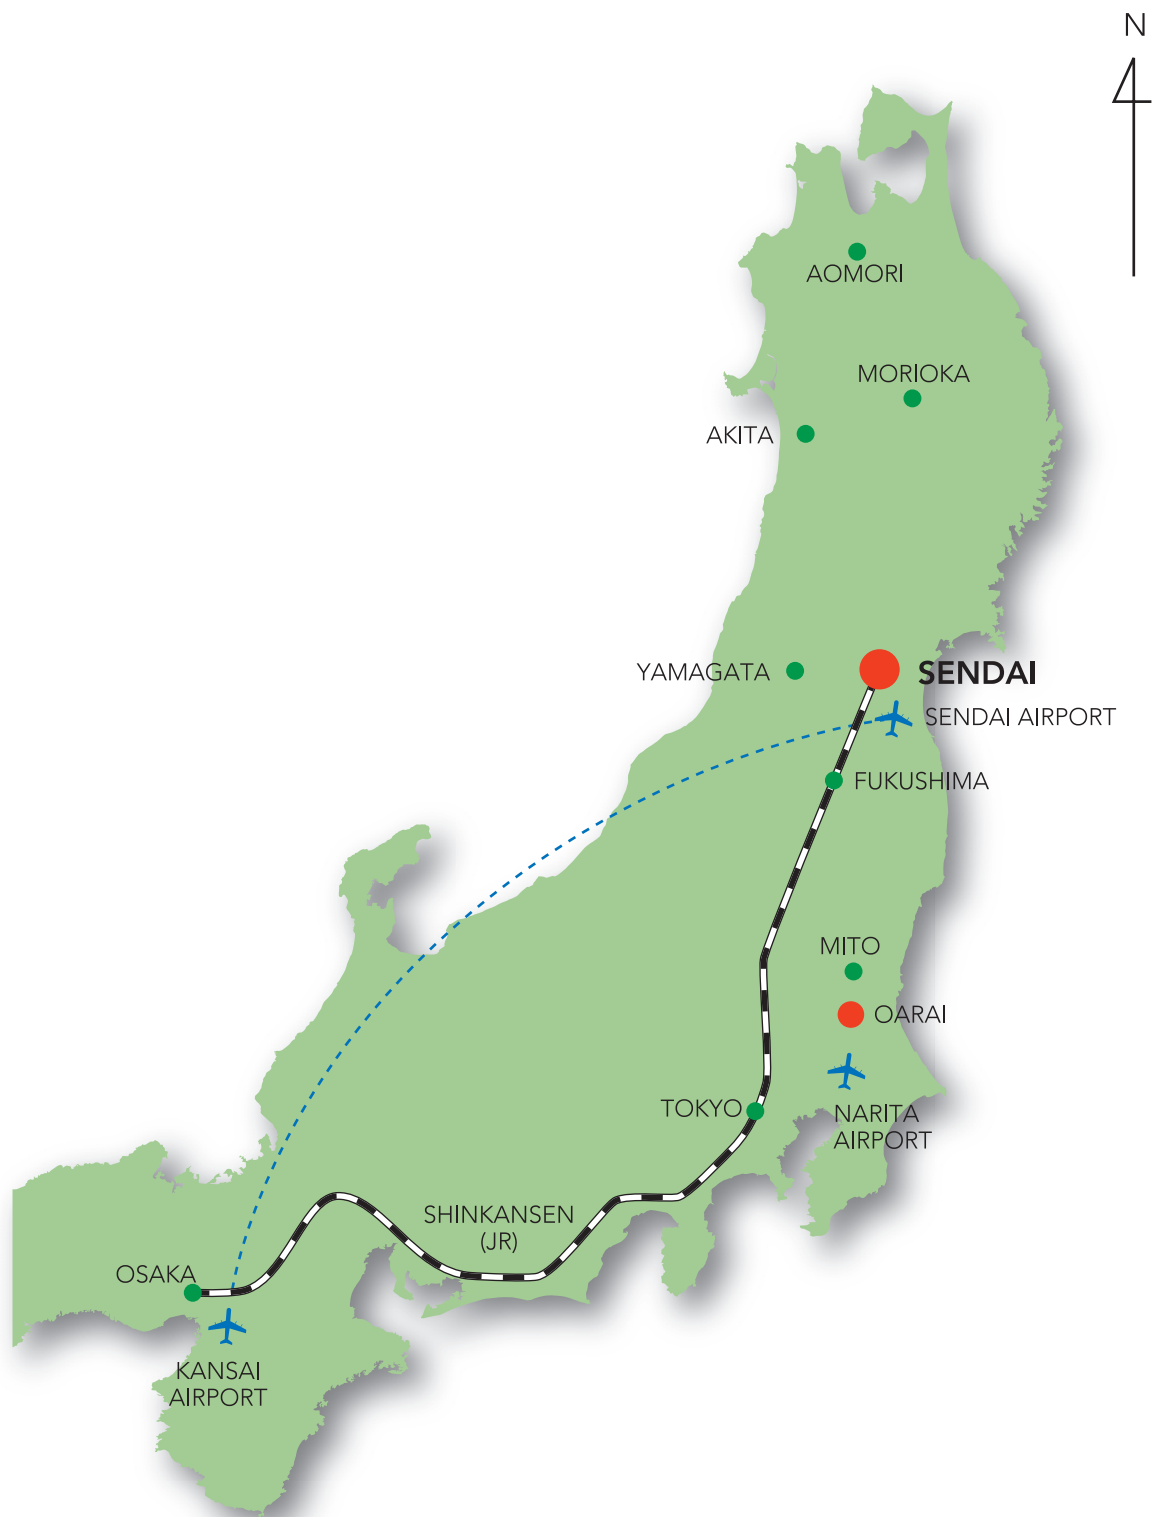 N
AOMORI
MORIOKA
AKITA
YAMAGATA
SENDAI
SENDAI AIRPORT
FUKUSHIMA
MITO
OARAI
TOKYO
NARITA
AIRPORT
SHINKANSEN
(JR)
OSAKA
KANSAI
AIRPORT